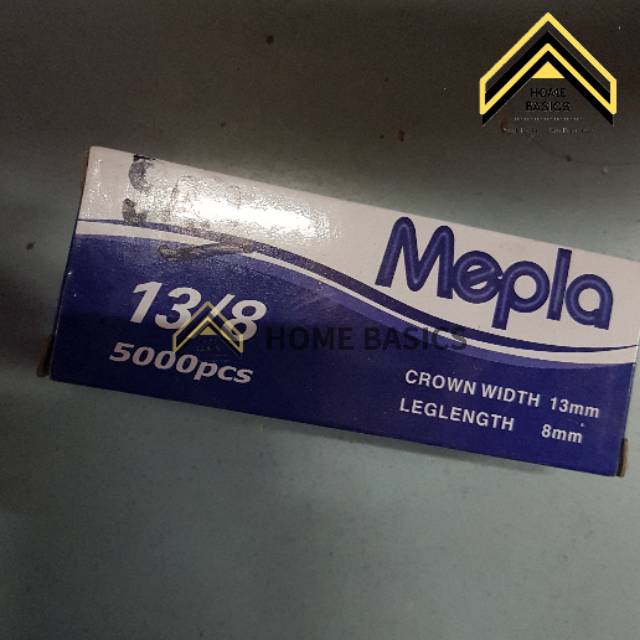 HOME
BASICS
Mepla
13/8
HOME BASICS
5000pcs
CROWN WIDTH 13mm
LEGLENGTH 8mm